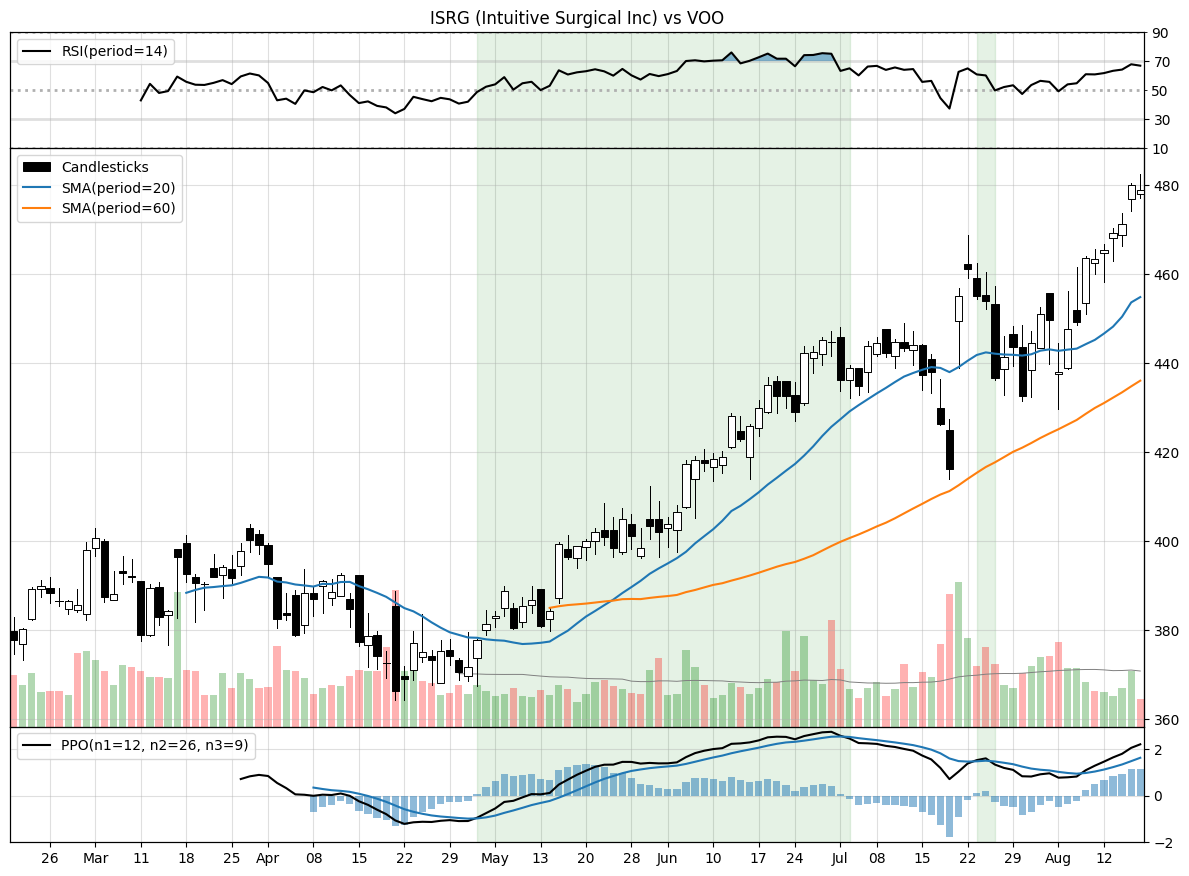 ISRG (Intuitive Surgical Inc) vs VOO
RSI(period=14)
90
70
50
30
10
Candlesticks
SMA(period=20)
SMA(period=60)
480
460
440
420
400
380
360
PPO(n1=12, n2=26, n3=9)
2
0
−2
26 Mar 11 18 25 Apr 08 15 22 29 May 13 20 28 Jun 10 17 24 Jul 08 15 22 29 Aug 12